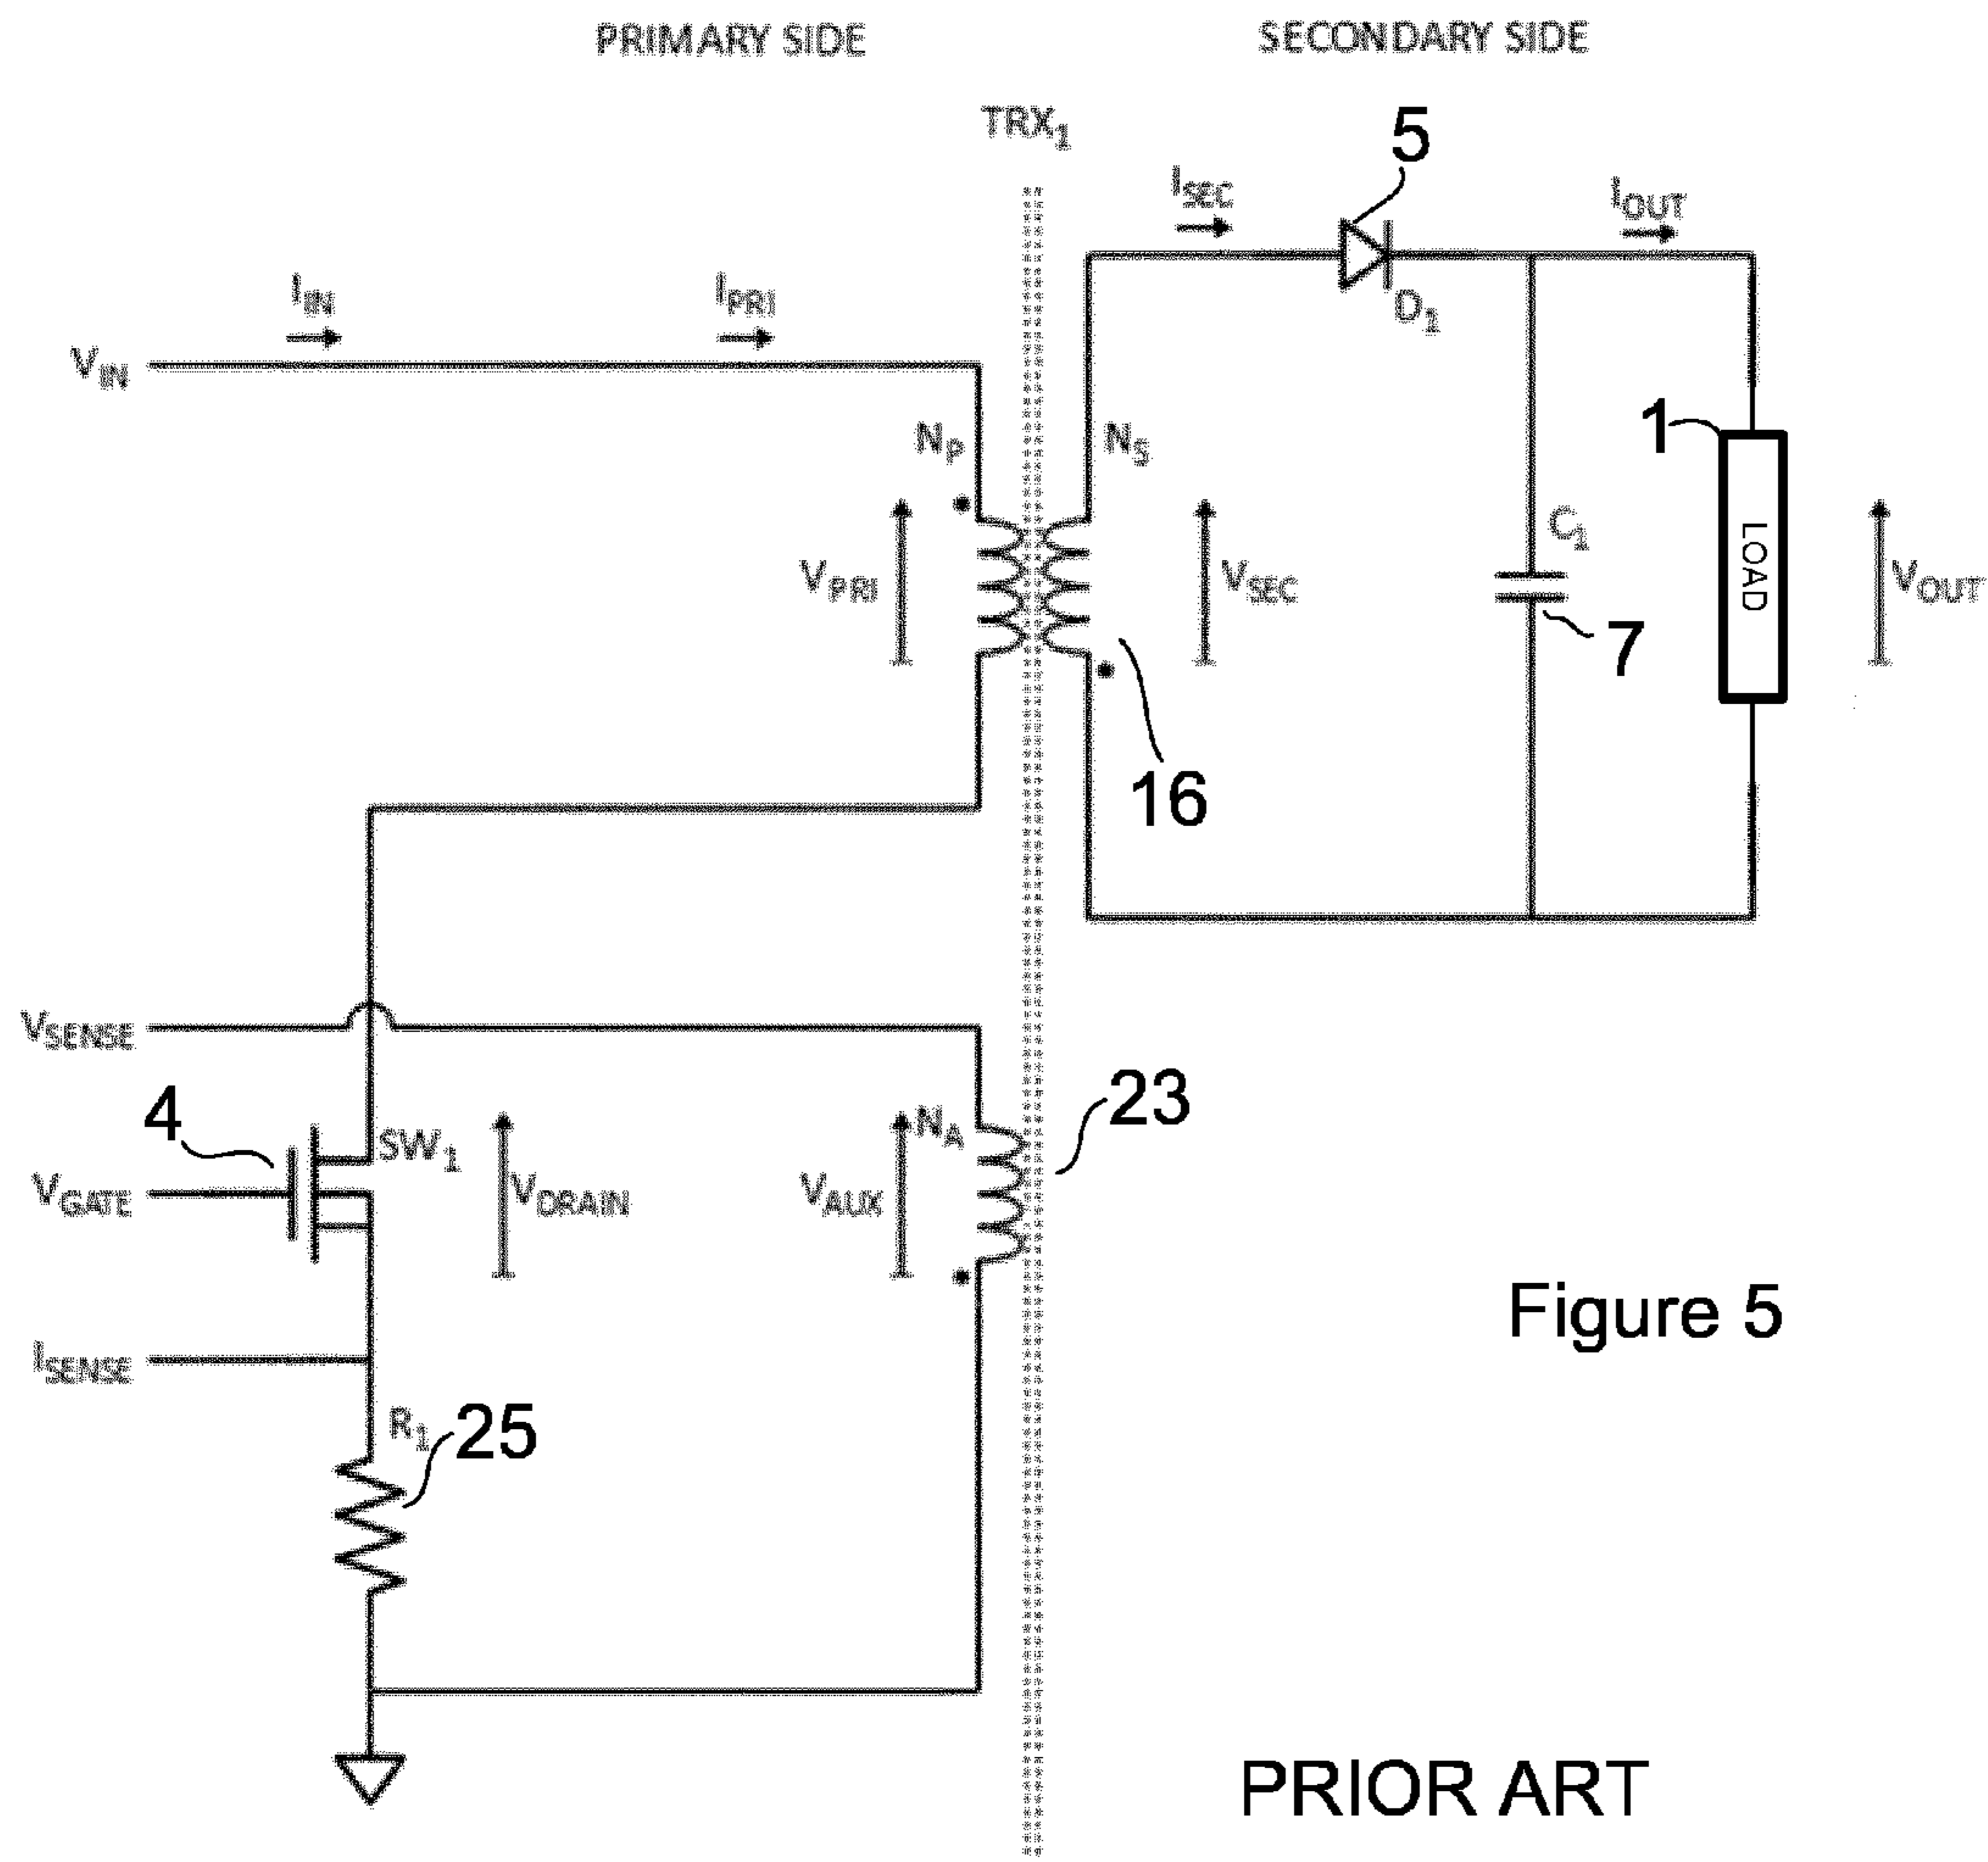 PRIMARY SIDE
SECONDARY SIDE
TRX1
5
ISEC
IOUT
IIN
IPRI
D1
VIN
1
NP
NS
C1
LOAD
VPRI
VSEC
VOUT
7
16
VSENSE
23
4
SW1
NA
VGATE
VDRAIN
VAUX
Figure 5
ISENSE
R1
25
PRIOR ART